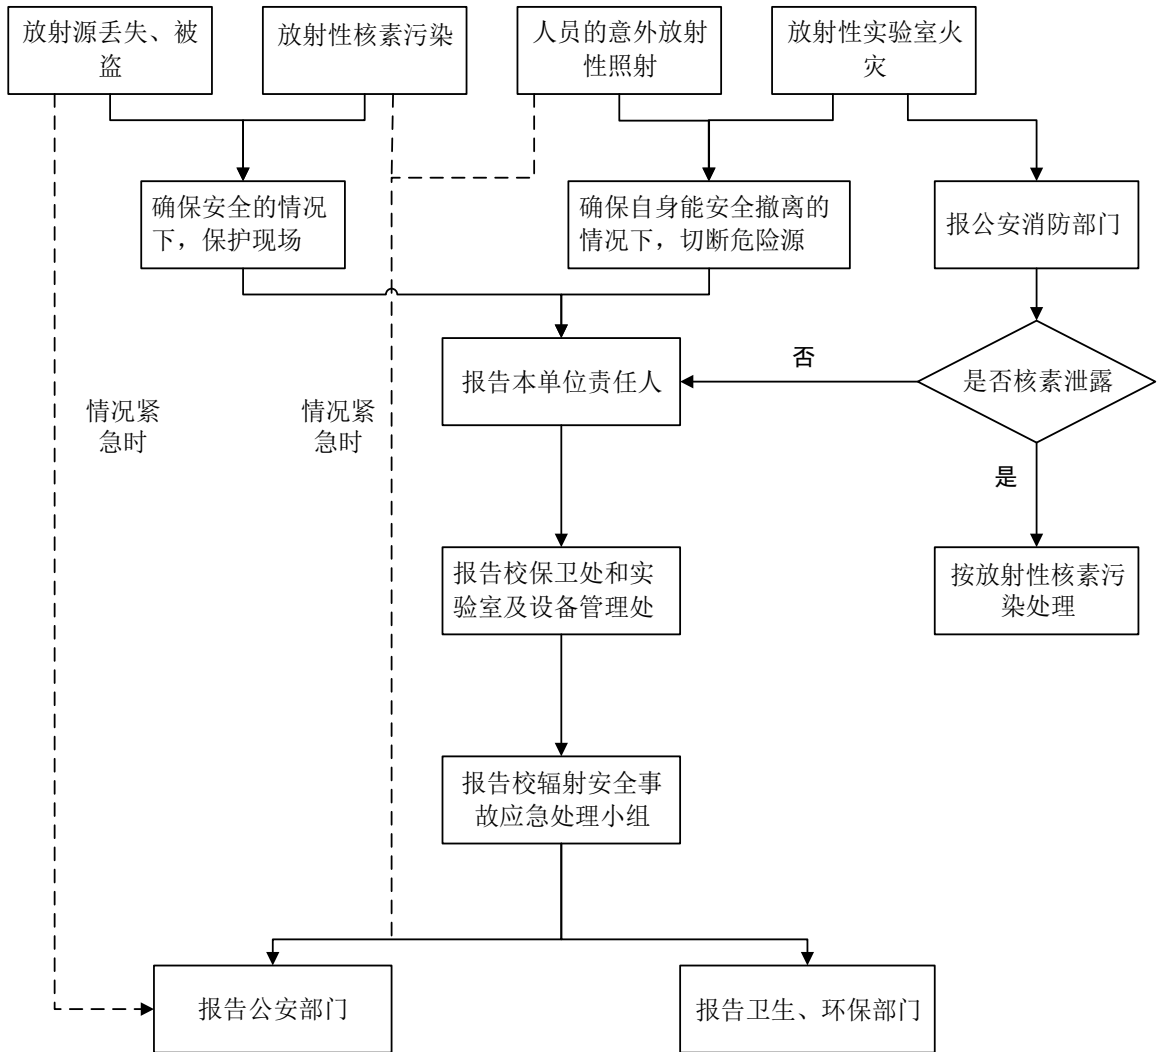 放射源丢失、被
盗
放射性核素污染
人员的意外放射
性照射
放射性实验室火
灾
确保安全的情况
下，保护现场
确保自身能安全撤离的
情况下，切断危险源
报公安消防部门
报告本单位责任人
否
是否核素泄露
情况紧
急时
情况紧
急时
是
报告校保卫处和实
验室及设备管理处
按放射性核素污
染处理
报告校辐射安全事
故应急处理小组
报告公安部门
报告卫生、环保部门